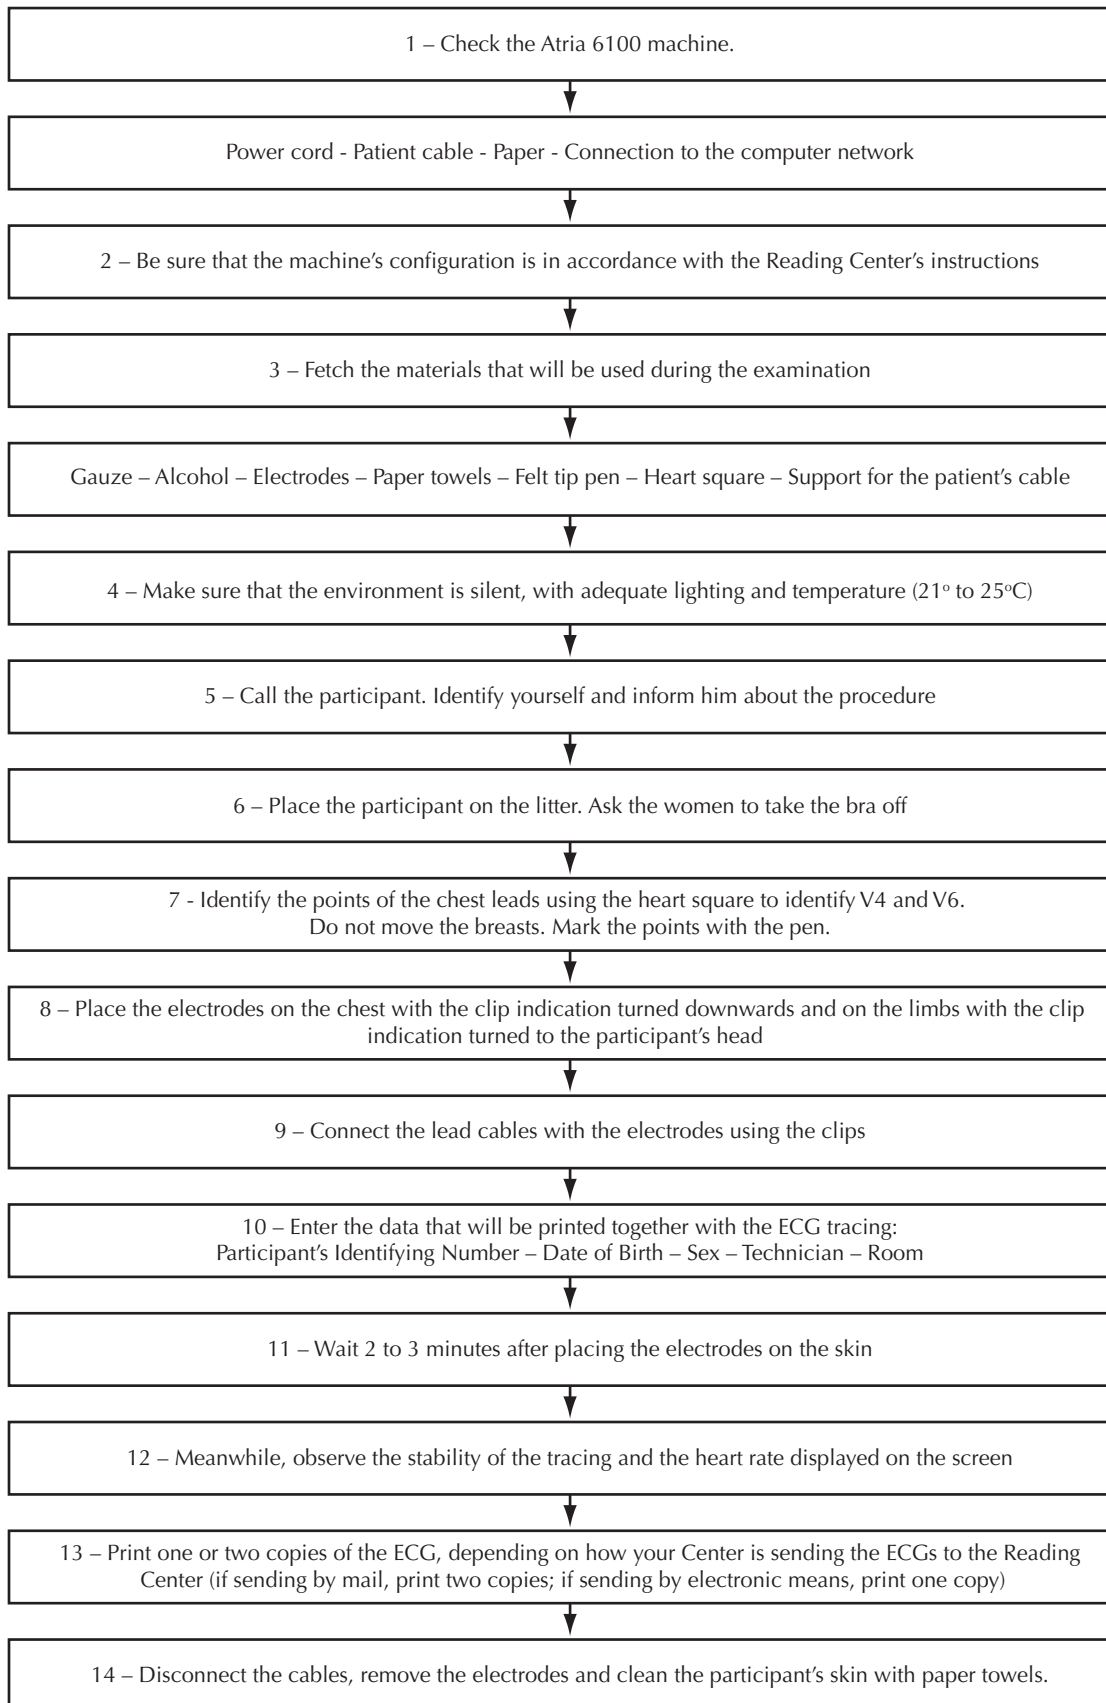 1 – Check the Atria 6100 machine.
Power cord - Patient cable - Paper - Connection to the computer network
2 – Be sure that the machine’s configuration is in accordance with the Reading Center’s instructions
3 – Fetch the materials that will be used during the examination
Gauze – Alcohol – Electrodes – Paper towels – Felt tip pen – Heart square – Support for the patient’s cable
4 – Make sure that the environment is silent, with adequate lighting and temperature (21º to 25ºC)
5 – Call the participant. Identify yourself and inform him about the procedure
6 – Place the participant on the litter. Ask the women to take the bra off
7 - Identify the points of the chest leads using the heart square to identify V4 and V6.
Do not move the breasts. Mark the points with the pen.
8 – Place the electrodes on the chest with the clip indication turned downwards and on the limbs with the clip
indication turned to the participant’s head
9 – Connect the lead cables with the electrodes using the clips
10 – Enter the data that will be printed together with the ECG tracing:
Participant’s Identifying Number – Date of Birth – Sex – Technician – Room
11 – Wait 2 to 3 minutes after placing the electrodes on the skin
12 – Meanwhile, observe the stability of the tracing and the heart rate displayed on the screen
13 – Print one or two copies of the ECG, depending on how your Center is sending the ECGs to the Reading
Center (if sending by mail, print two copies; if sending by electronic means, print one copy)
14 – Disconnect the cables, remove the electrodes and clean the participant’s skin with paper towels.